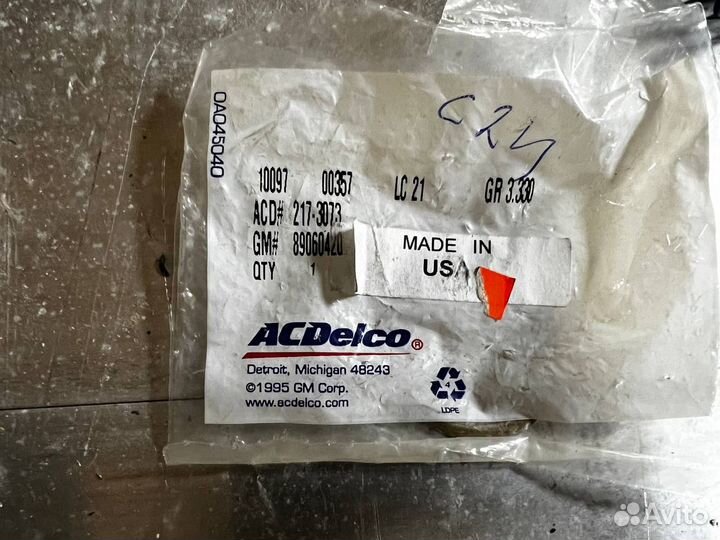 0A045040
10097 00357 LC 21 GR 3.330
ACD# 217-3073
GM# 89060420
QTY 1
MADE IN
USA
ACDelco®
Detroit, Michigan 48243
©1995 GM Corp.
www.acdelco.com
4
LDPE
Avito